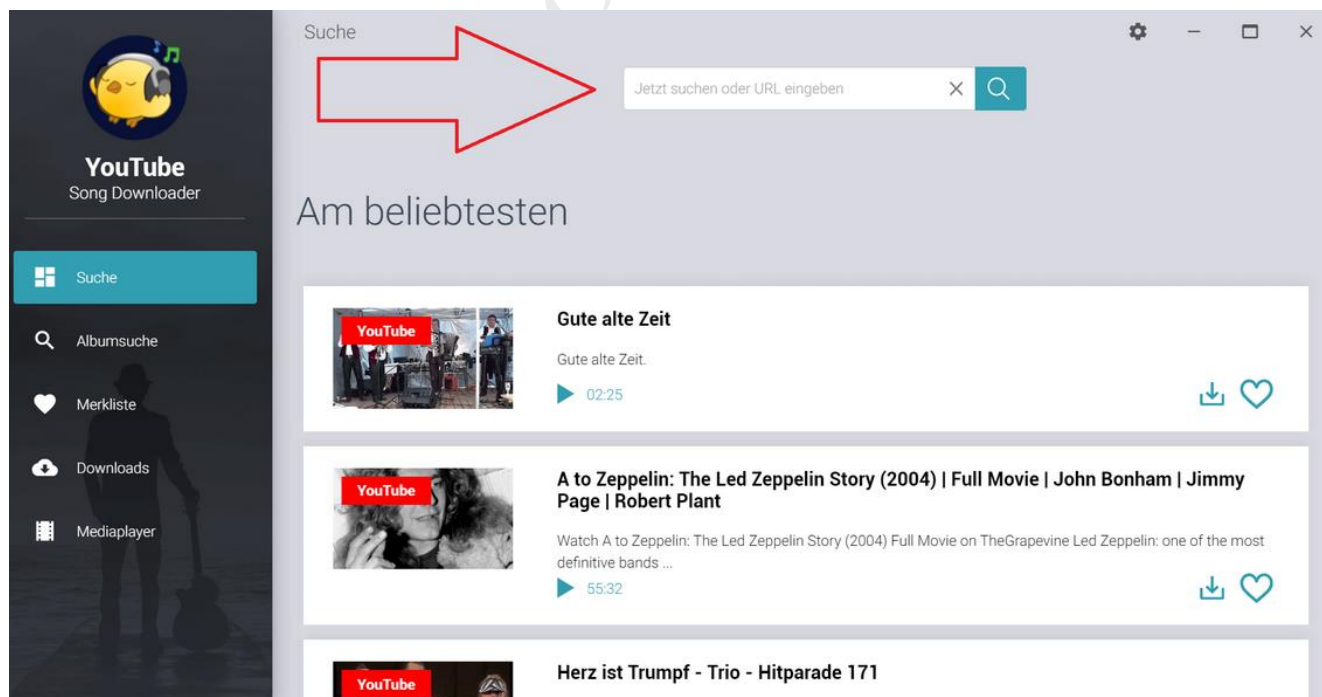 Suche
Jetzt suchen oder URL eingeben
YouTube
Song Downloader
Suche
Albumsuche
Merkliste
Downloads
Mediaplayer
Am beliebtesten
YouTube
Gute alte Zeit
Gute alte Zeit.
02:25
YouTube
A to Zeppelin: The Led Zeppelin Story (2004) | Full Movie | John Bonham | Jimmy
Page | Robert Plant
Watch A to Zeppelin: The Led Zeppelin Story (2004) Full Movie on TheGrapevine Led Zeppelin: one of the most
definitive bands ...
55:32
YouTube
Herz ist Trumpf - Trio - Hitparade 171